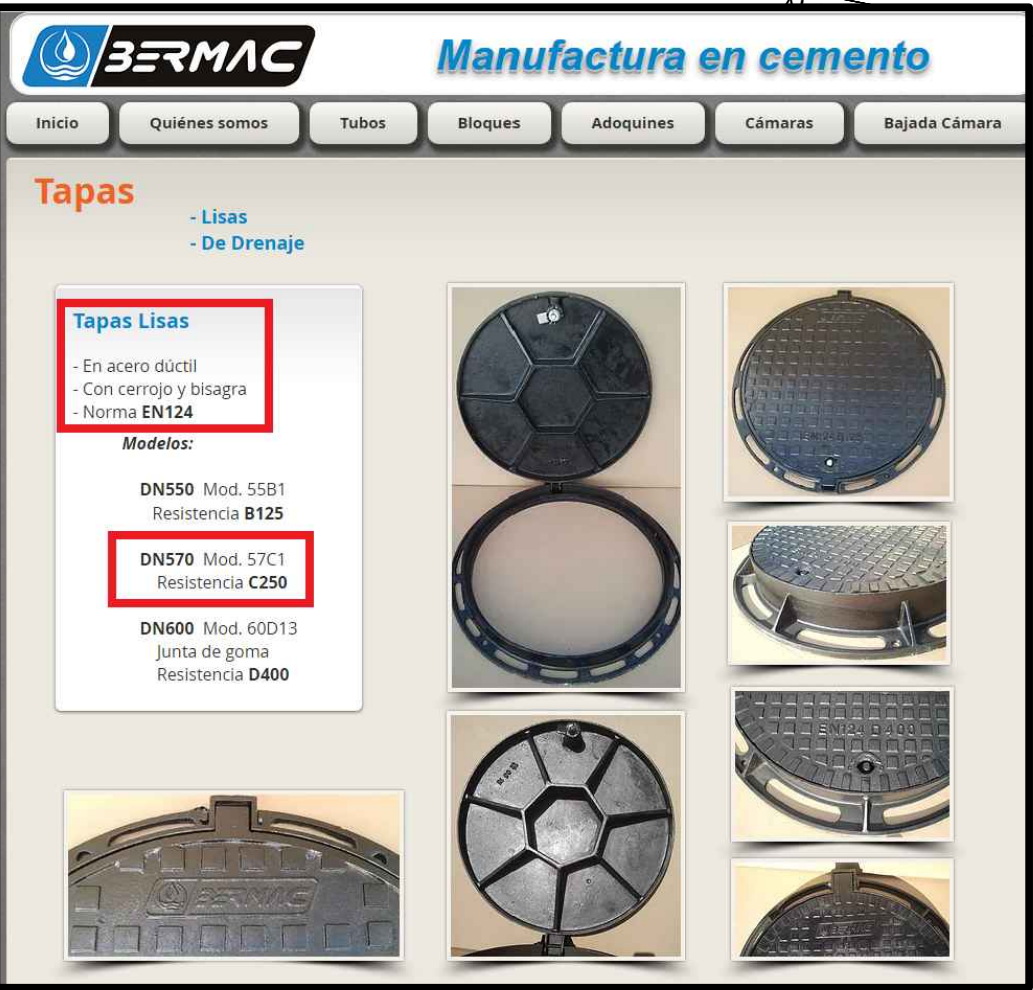 BERMAC
Manufactura en cemento
Inicio
Quiénes somos
Tubos
Bloques
Adoquines
Cámaras
Bajada Cámara
Tapas
- Lisas
- De Drenaje
Tapas Lisas
- En acero dúctil
- Con cerrojo y bisagra
- Norma EN124
Modelos:
DN550 Mod. 55B1
Resistencia B125
DN570 Mod. 57C1
Resistencia C250
DN600 Mod. 60D13
Junta de goma
Resistencia D400
EN124 D400
BERMAC